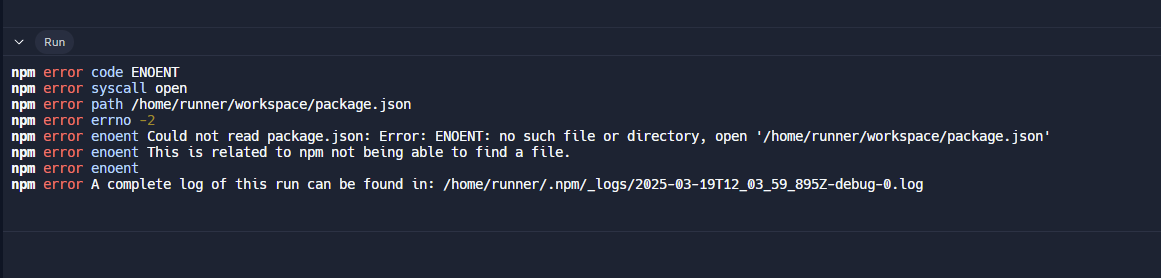 Run
npm error code ENOENT
npm error syscall open
npm error path /home/runner/workspace/package.json
npm error errno -2
npm error enoent Could not read package.json: Error: ENOENT: no such file or directory, open '/home/runner/workspace/package.json'
npm error enoent This is related to npm not being able to find a file.
npm error enoent
npm error A complete log of this run can be found in: /home/runner/.npm/_logs/2025-03-19T12_03_59_895Z-debug-0.log